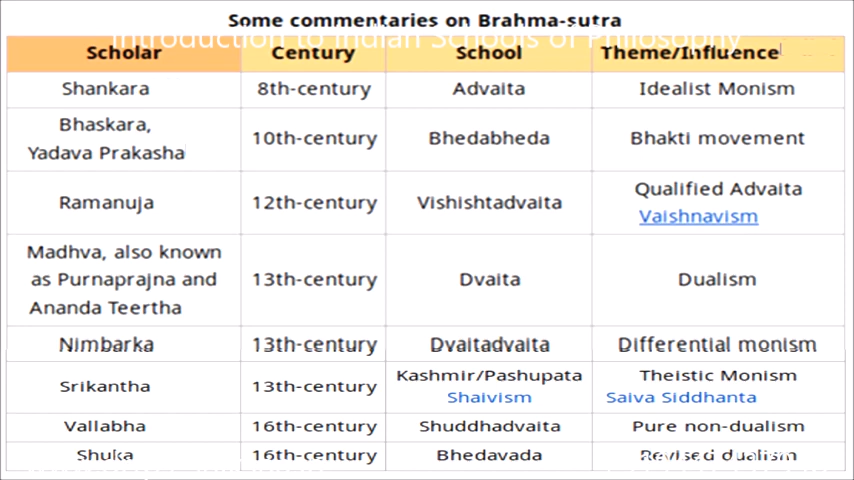 Some commentaries on Brahma-sutra
Introduction to Indian Schools of Philosophy
Scholar Century School Theme/Influence
Shankara 8th-century Advaita Idealist Monism
Bhaskara,
Yadava Prakasha 10th-century Bhedabheda Bhakti movement
Ramanuja 12th-century Vishishtadvaita Qualified Advaita
Vaishnavism
Madhva, also known
as Purnaprajna and 13th-century Dvaita Dualism
Ananda Teertha
Nimbarka 13th-century Dvaitadvaita Differential monism
Srikantha 13th-century Kashmir/Pashupata Theistic Monism
Shaivism Saiva Siddhanta
Vallabha 16th-century Shuddhadvaita Pure non-dualism
Shuka 16th-century Bhedavada Revised dualism